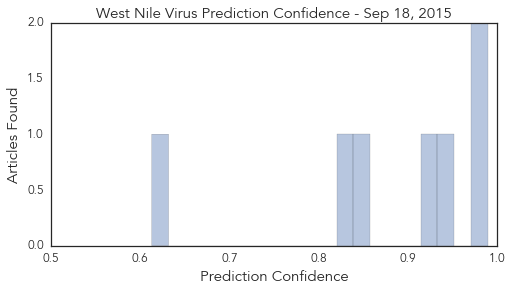 West Nile Virus Prediction Confidence - Sep 18, 2015
2.0
1.5
1.0
0.5
0.0
Articles Found
0.5 0.6 0.7 0.8 0.9 1.0
Prediction Confidence